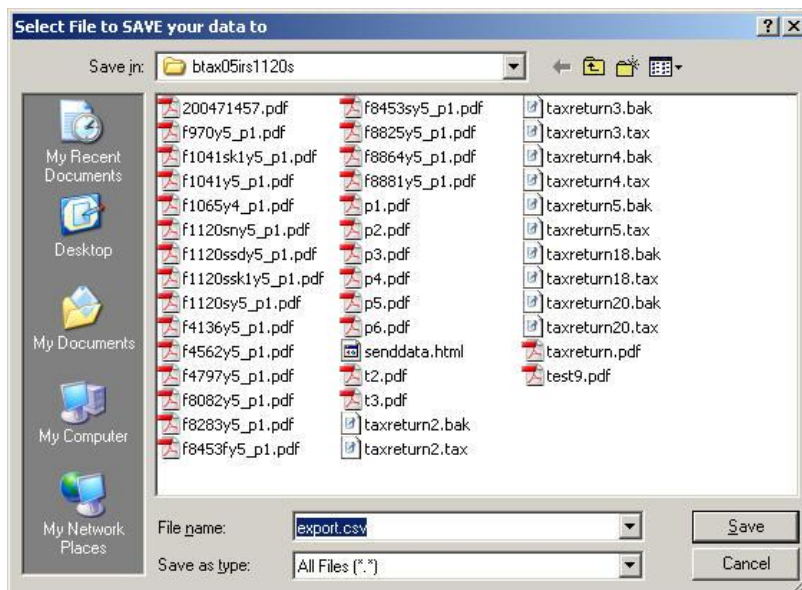 Select File to SAVE your data to
Save in:
btax05irs1120s
My Recent
Documents
Desktop
My Documents
My Computer
My Network
Places
200471457.pdf
f970y5_p1.pdf
f1041sk1y5_p1.pdf
f1041y5_p1.pdf
f1065y4_p1.pdf
f1120sny5_p1.pdf
f1120ssdy5_p1.pdf
f1120ssk1y5_p1.pdf
f1120sy5_p1.pdf
f4136y5_p1.pdf
f4562y5_p1.pdf
f4797y5_p1.pdf
f8082y5_p1.pdf
f8283y5_p1.pdf
f8453fy5_p1.pdf
f8453sy5_p1.pdf
f8825y5_p1.pdf
f8864y5_p1.pdf
f8881y5_p1.pdf
p1.pdf
p2.pdf
p3.pdf
p4.pdf
p5.pdf
p6.pdf
senddata.html
t2.pdf
t3.pdf
taxreturn2.bak
taxreturn2.tax
taxreturn3.bak
taxreturn3.tax
taxreturn4.bak
taxreturn4.tax
taxreturn5.bak
taxreturn5.tax
taxreturn18.bak
taxreturn18.tax
taxreturn20.bak
taxreturn20.tax
taxreturn.pdf
test9.pdf
File name:
export.csv
Save
Save as type:
All Files (*.*)
Cancel